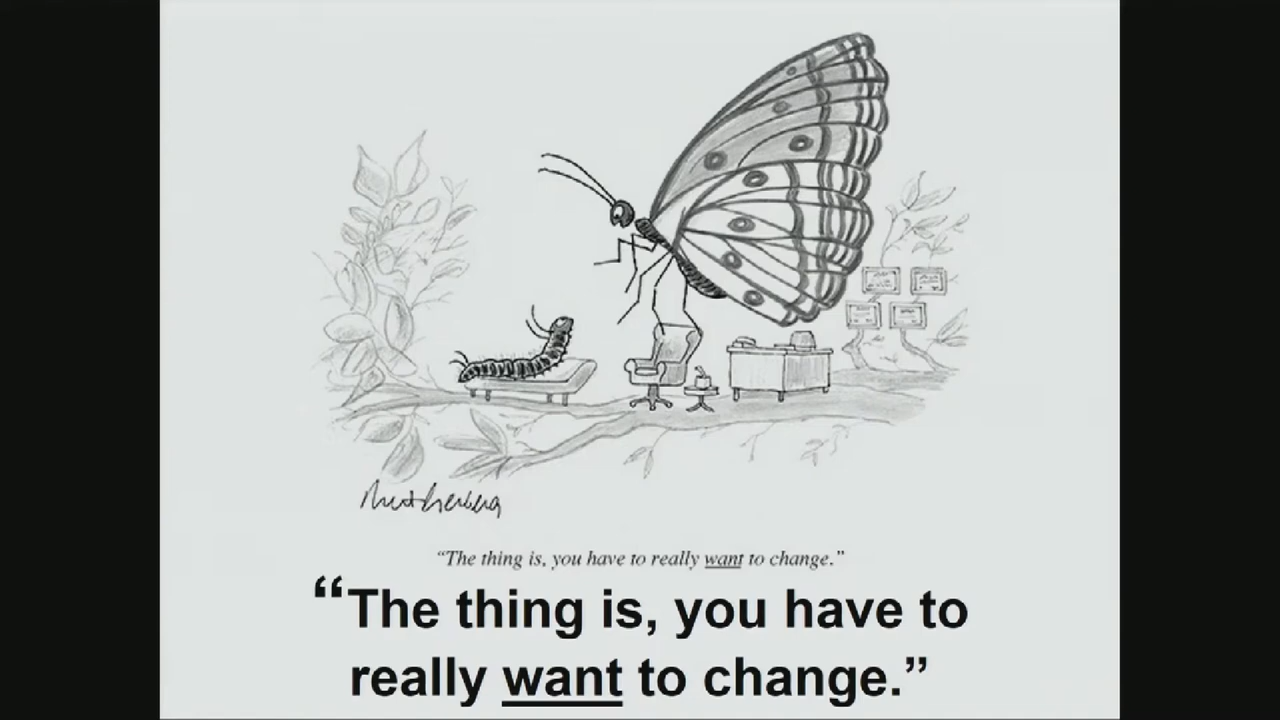 “The thing is, you have to really want to change.”
“The thing is, you have to
really want to change.”